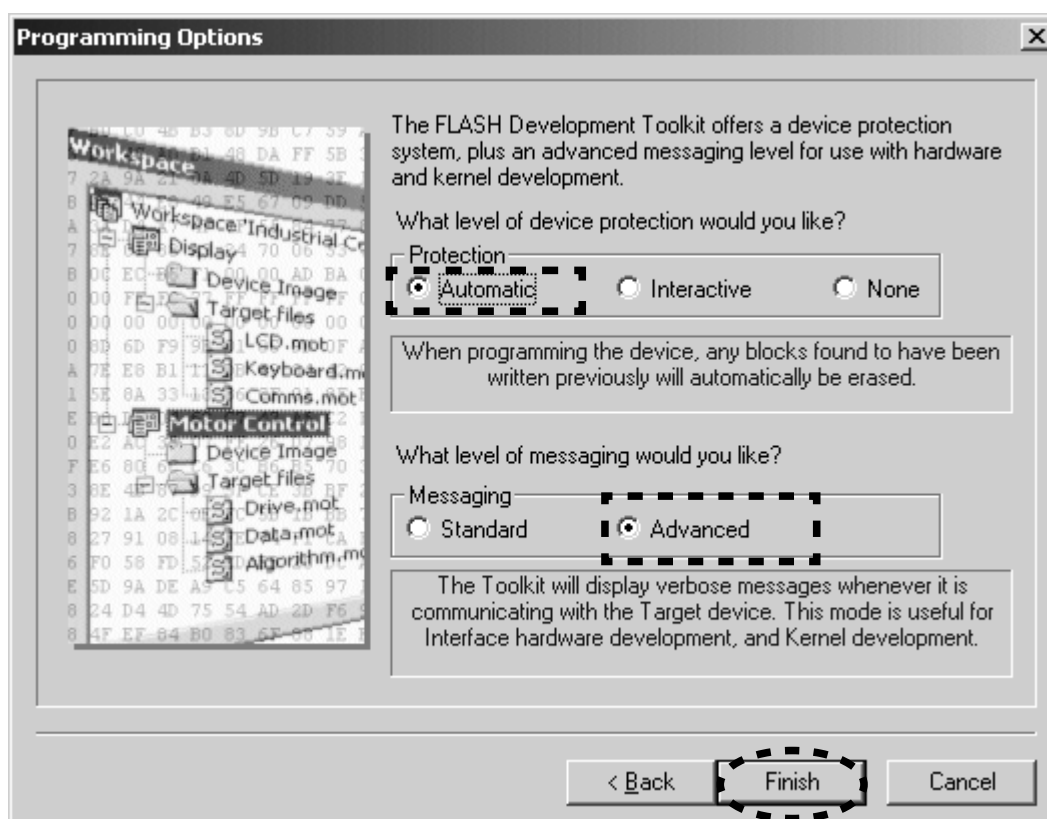 Programming Options
Workspace
Workspace 'Industrial Co
Display
Device Image
Target files
LCD.mot
Keyboard.m
Comms.mot
Motor Control
Device Image
Target files
Drive.mot
Data.mot
Algorithm.mo
The FLASH Development Toolkit offers a device protection
system, plus an advanced messaging level for use with hardware
and kernel development.
What level of device protection would you like?
Protection
Automatic
Interactive
None
When programming the device, any blocks found to have been
written previously will automatically be erased.
What level of messaging would you like?
Messaging
Standard
Advanced
The Toolkit will display verbose messages whenever it is
communicating with the Target device. This mode is useful for
Interface hardware development, and Kernel development.
< Back
Finish
Cancel